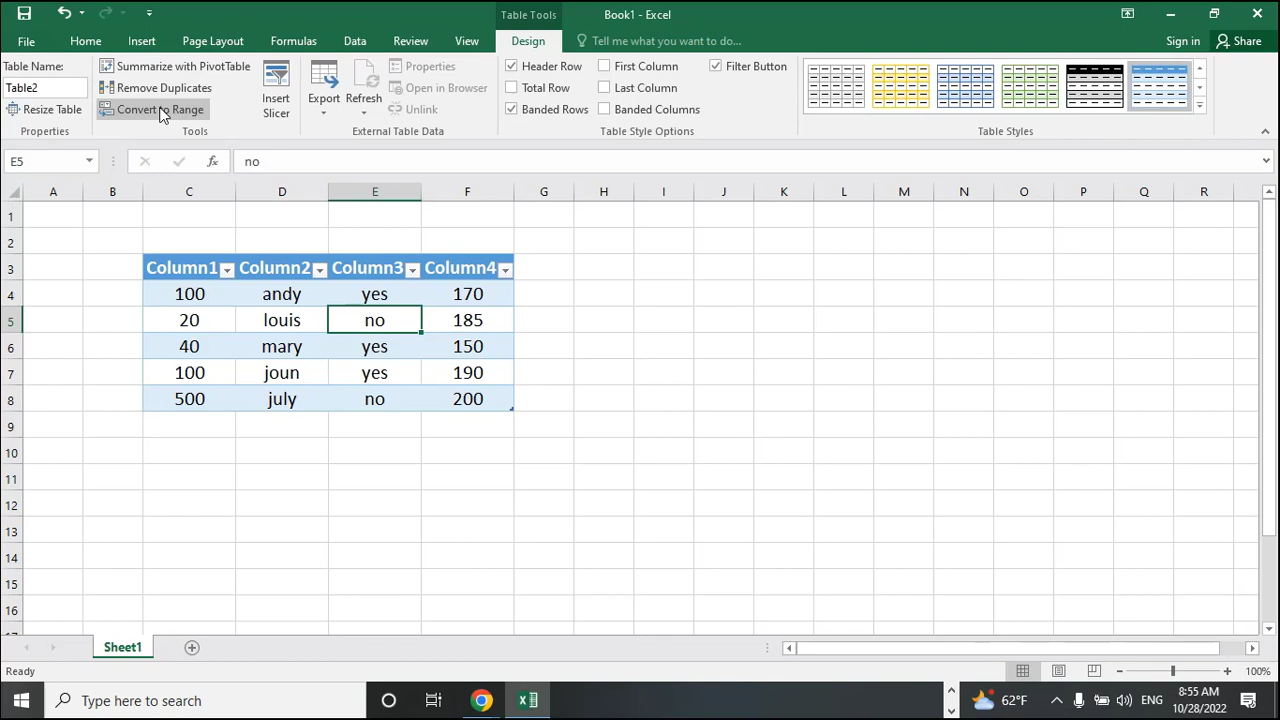 Table Tools
Book1 - Excel
File
Home
Insert
Page Layout
Formulas
Data
Review
View
Design
Tell me what you want to do...
Sign in
Share
Table Name:
Table2
Resize Table
Properties
Summarize with PivotTable
Remove Duplicates
Convert to Range
Tools
Insert
Slicer
Export
Refresh
Properties
Open in Browser
Unlink
External Table Data
Header Row
Total Row
Banded Rows
First Column
Last Column
Banded Columns
Filter Button
Table Style Options
Table Styles
E5
fx
no
A B C D E F G H I J K L M N O P Q R
1
2
3 Column1 Column2 Column3 Column4
4 100 andy yes 170
5 20 louis no 185
6 40 mary yes 150
7 100 joun yes 190
8 500 july no 200
9
10
11
12
13
14
15
16
17
Sheet1
Ready
100%
Type here to search
62°F
ENG
8:55 AM
10/28/2022